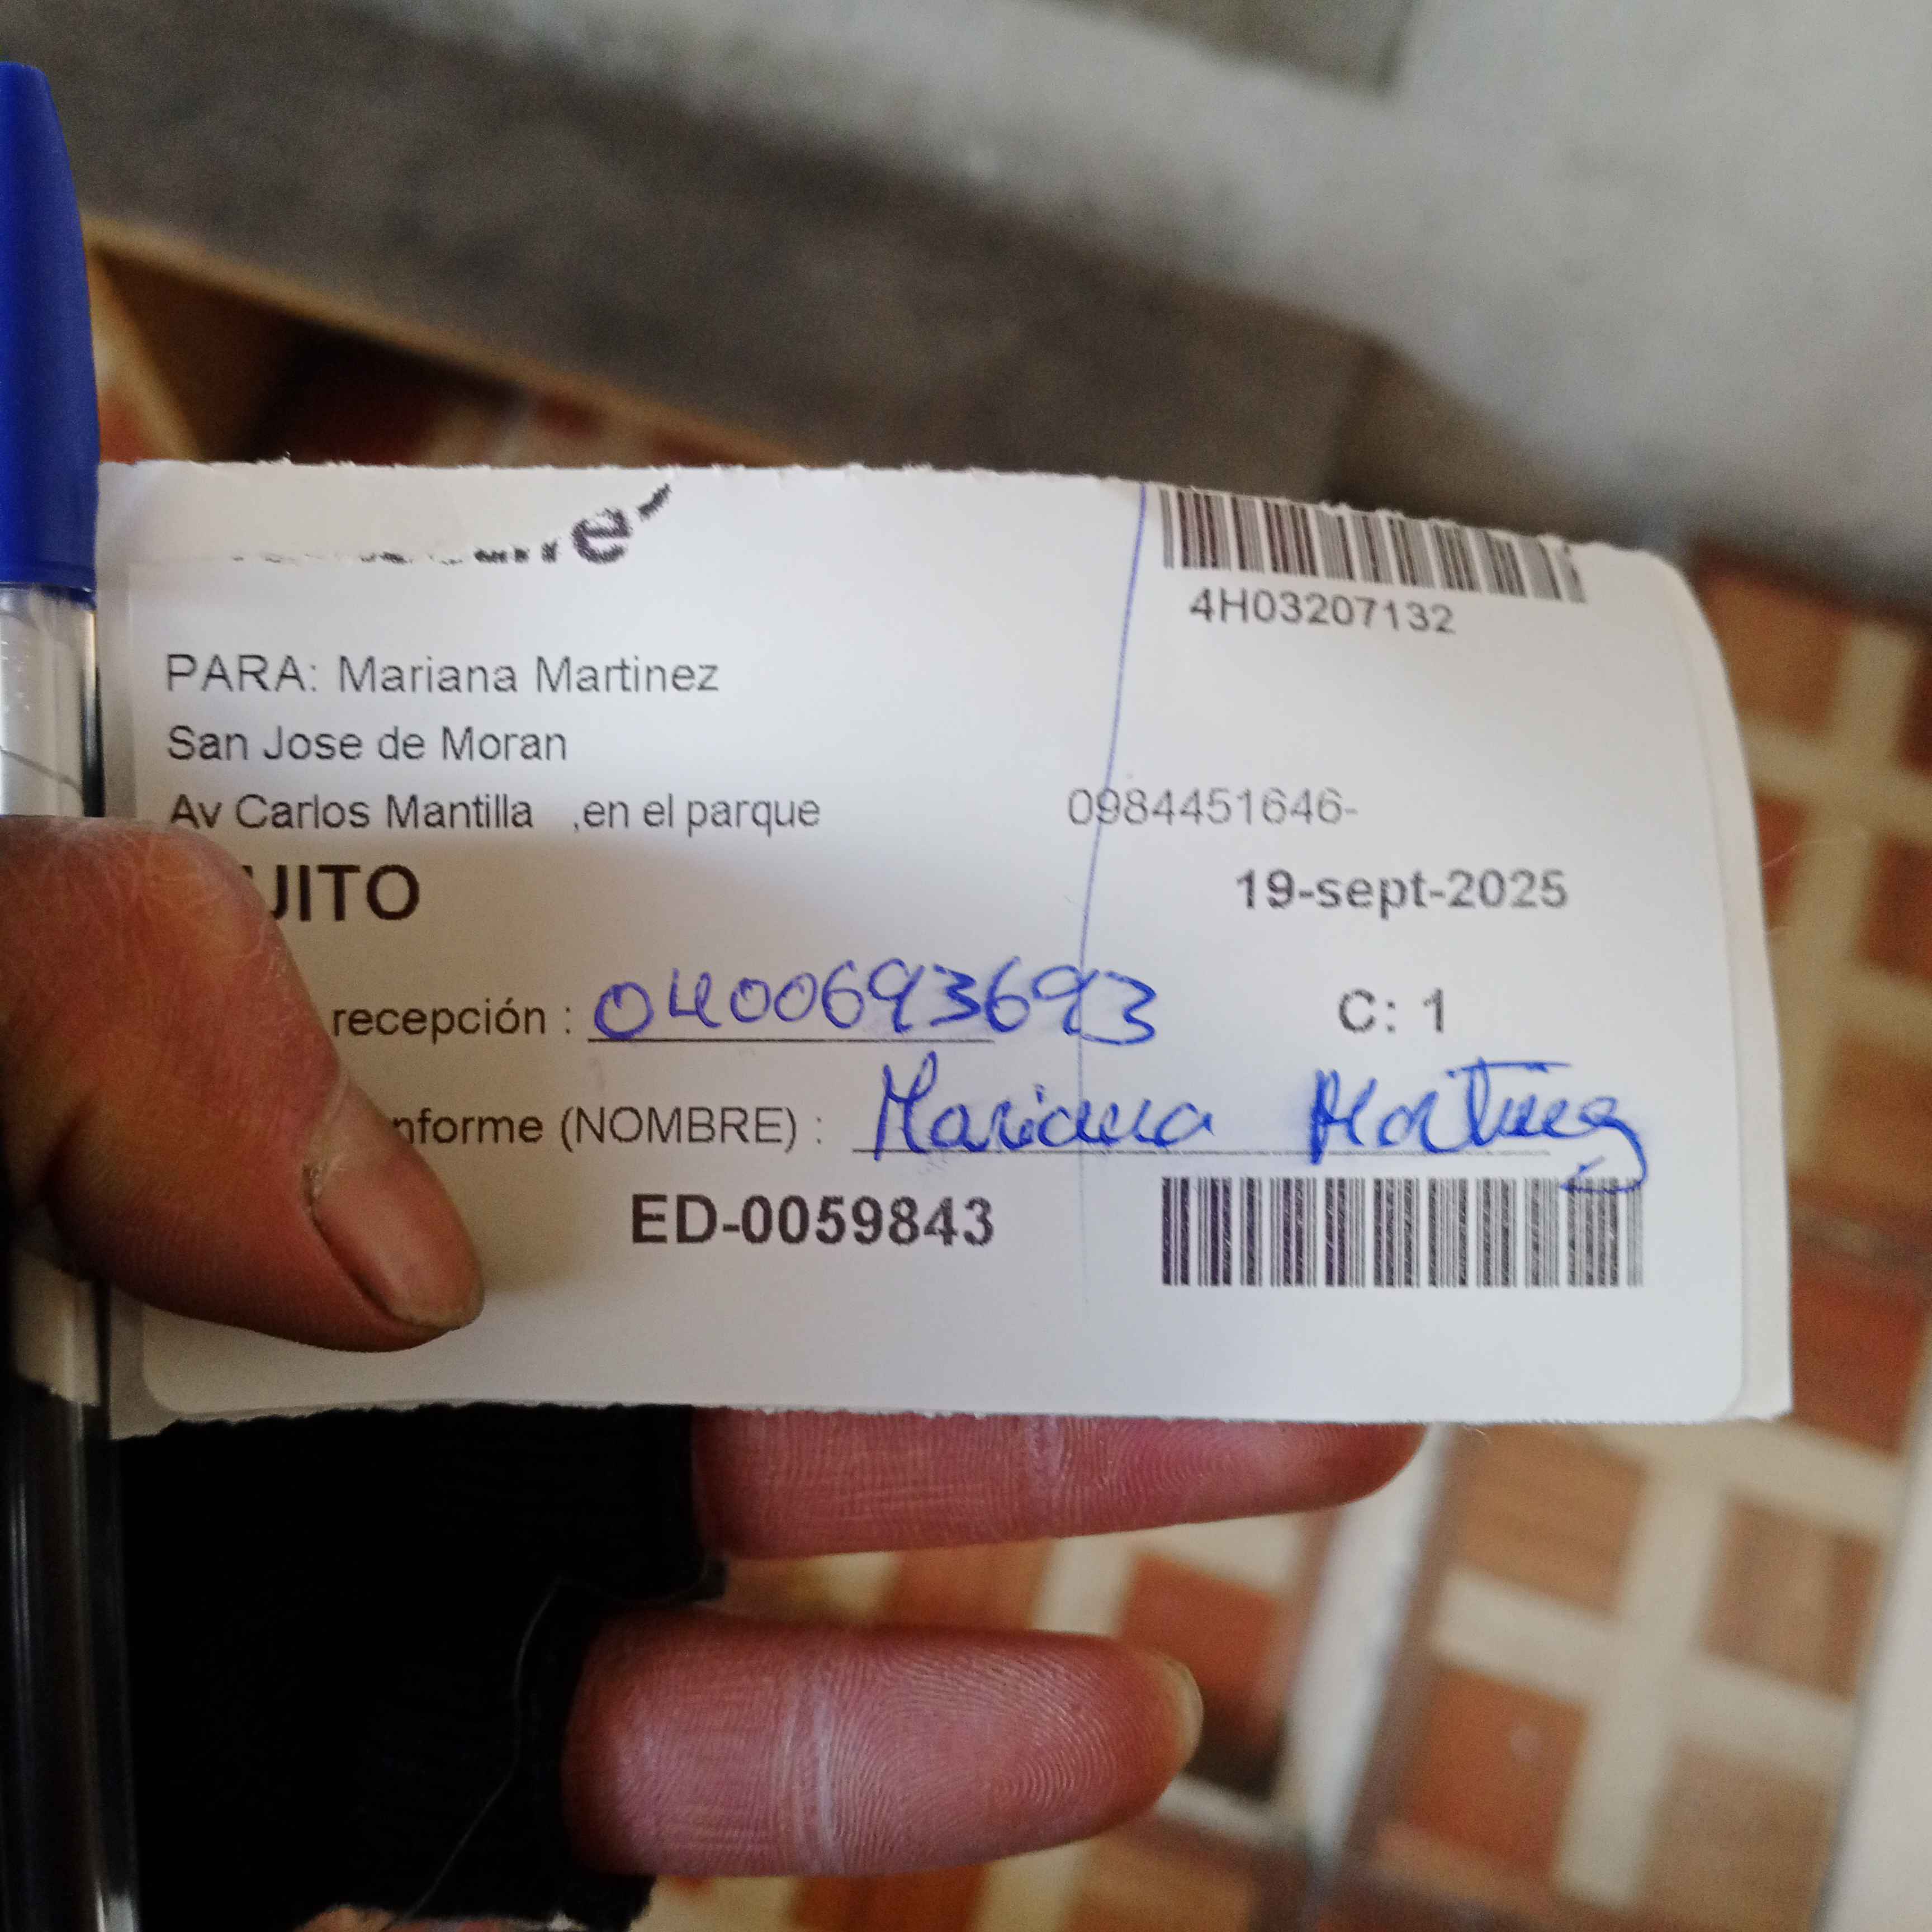 4H03207132
PARA: Mariana Martinez
San Jose de Moran
Av Carlos Mantilla ,en el parque 0984451646-
UITO 19-sept-2025
recepción : 0400693693 C: 1
nforme (NOMBRE) : Mariana Martinez
ED-0059843